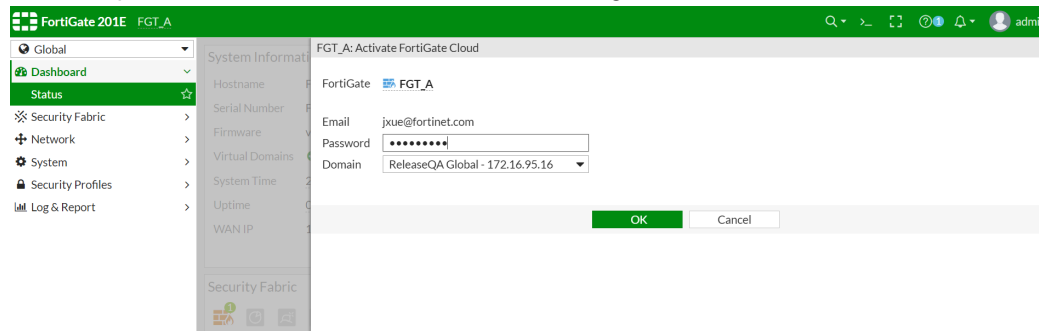 FortiGate 201E FGT_A
1
admi
Global
Dashboard
Status
Security Fabric
Network
System
Security Profiles
Log & Report
System Informati
Hostname
Serial Number
Firmware
Virtual Domains
System Time
Uptime
WAN IP
Security Fabric
1
FGT_A: Activate FortiGate Cloud
FortiGate FGT_A
Email jxue@fortinet.com
Password •••••••••
Domain ReleaseQA Global - 172.16.95.16
OK Cancel